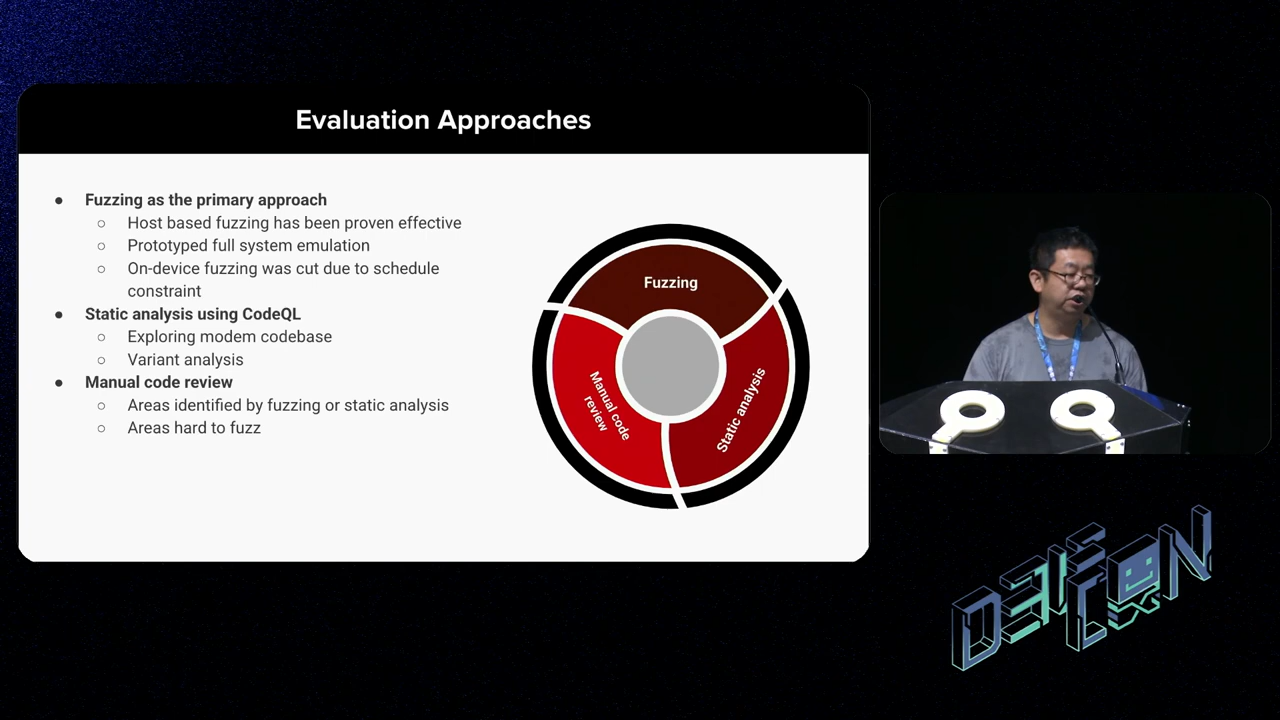 Evaluation Approaches
● Fuzzing as the primary approach
○ Host based fuzzing has been proven effective
○ Prototyped full system emulation
○ On-device fuzzing was cut due to schedule
constraint
● Static analysis using CodeQL
○ Exploring modem codebase
○ Variant analysis
● Manual code review
○ Areas identified by fuzzing or static analysis
○ Areas hard to fuzz
Fuzzing
Manual code
review
Static analysis
DEF CON